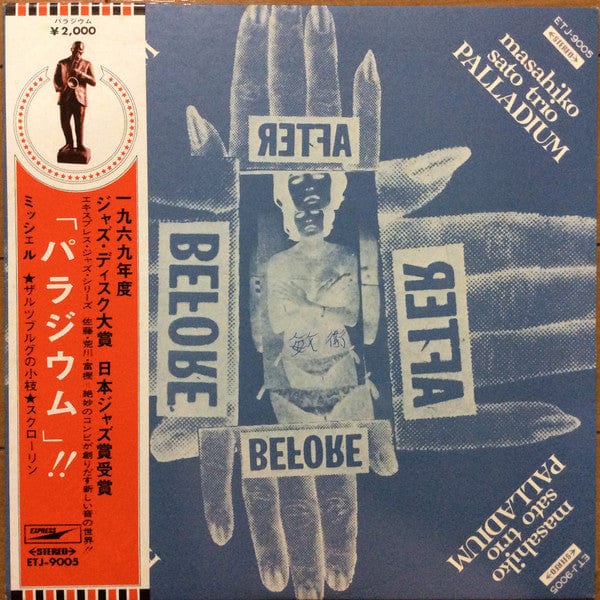 パラジウム
¥2,000
一九六九年度
ジャズ・ディスク大賞 日本ジャズ賞受賞
エキスプレス・ジャズ・シリーズ 佐藤・荒川・富樫=絶妙のコンビが創りだす新しい音の世界!!
「パラジウム」!!
ミッシェル ★ザルツブルグの小枝★スクローリン
EXPRESS
←STEREO→
ETJ-9005
AFTER
BEFORE
AFTER
BEFORE
ETJ-9005
←STEREO→
masahiko
sato trio
PALLADIUM
masahiko
sato trio
PALLADIUM
←STEREO→
ETJ-9005